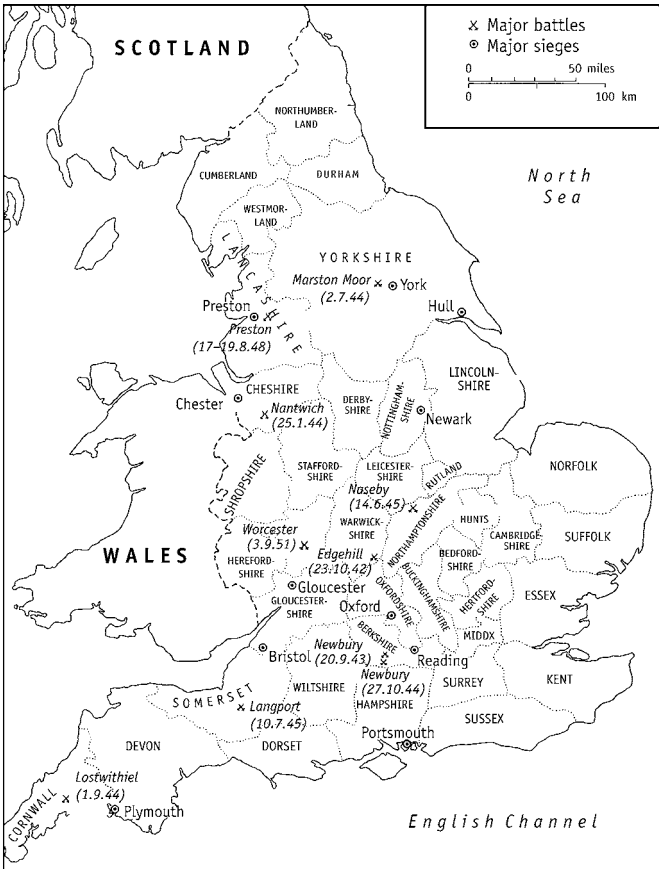 SCOTLAND
Major battles
Major sieges
0 50 miles
0 100 km
NORTHUMBER-
LAND
CUMBERLAND
DURHAM
North
Sea
WESTMOR-
LAND
LANCASHIRE
YORKSHIRE
Marston Moor
(2.7.44)
York
Preston
Preston
(17–19.8.48)
Hull
LINCOLN-
SHIRE
CHESHIRE
Chester
DERBY-
SHIRE
NOTTINGHAM-
SHIRE
Nantwich
(25.1.44)
Newark
SHROPSHIRE
STAFFORD-
SHIRE
LEICESTER-
SHIRE
RUTLAND
NORFOLK
Naseby
(14.6.45)
WALES
Worcester
(3.9.51)
WARWICK-
SHIRE
NORTHAMPTONSHIRE
HUNTS
CAMBRIDGE-
SHIRE
SUFFOLK
HEREFORD-
SHIRE
Edgehill
(23.10.42)
BEDFORD-
SHIRE
BUCKINGHAMSHIRE
Gloucester
GLOUCESTER-
SHIRE
OXFORDSHIRE
Oxford
HERTFORD-
SHIRE
ESSEX
MIDDX
BERKSHIRE
Bristol
Newbury
(20.9.43)
Reading
Newbury
(27.10.44)
WILTSHIRE
HAMPSHIRE
SURREY
KENT
SOMERSET
Langport
(10.7.45)
SUSSEX
Portsmouth
DEVON
DORSET
Lostwithiel
(1.9.44)
CORNWALL
Plymouth
English Channel